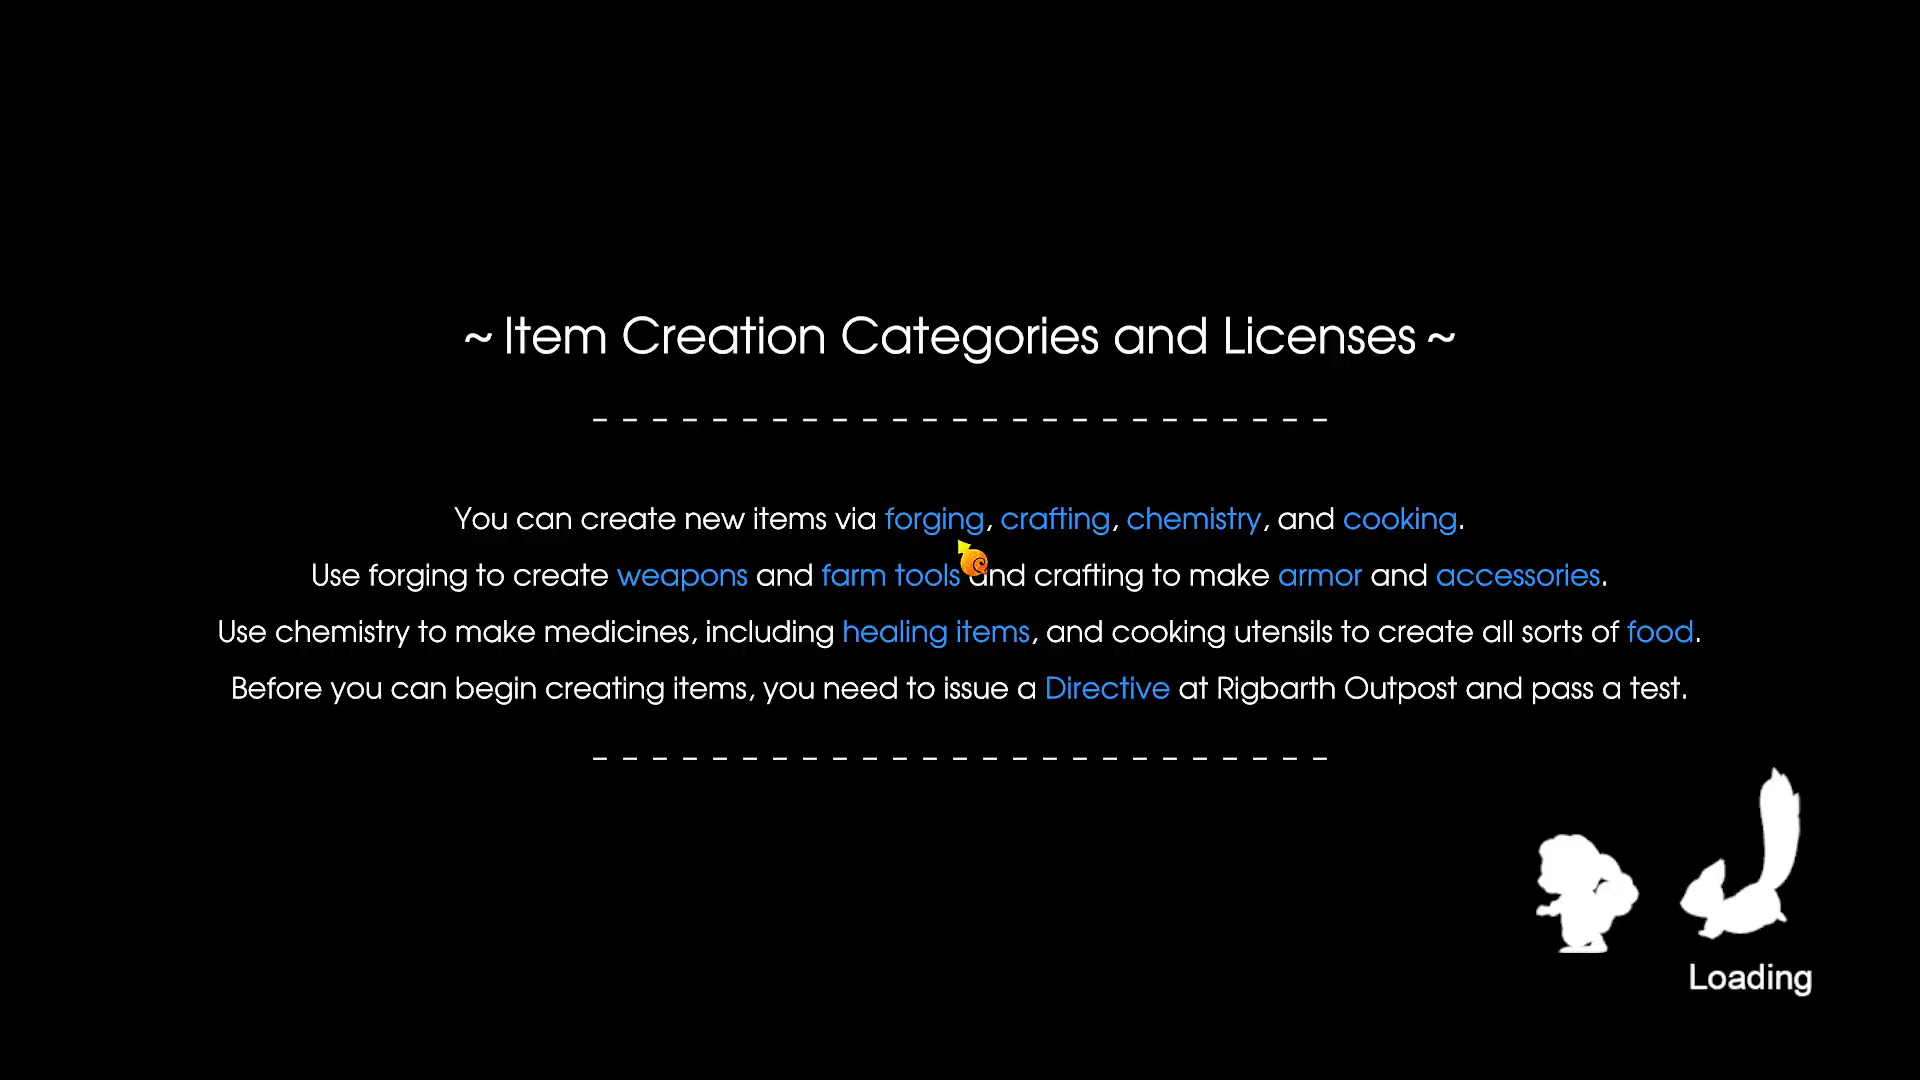 ~ Item Creation Categories and Licenses ~
– – – – – – – – – – – – – – – – – – – – – – – – –
You can create new items via forging, crafting, chemistry, and cooking.
Use forging to create weapons and farm tools and crafting to make armor and accessories.
Use chemistry to make medicines, including healing items, and cooking utensils to create all sorts of food.
Before you can begin creating items, you need to issue a Directive at Rigbarth Outpost and pass a test.
– – – – – – – – – – – – – – – – – – – – – – – – –
Loading